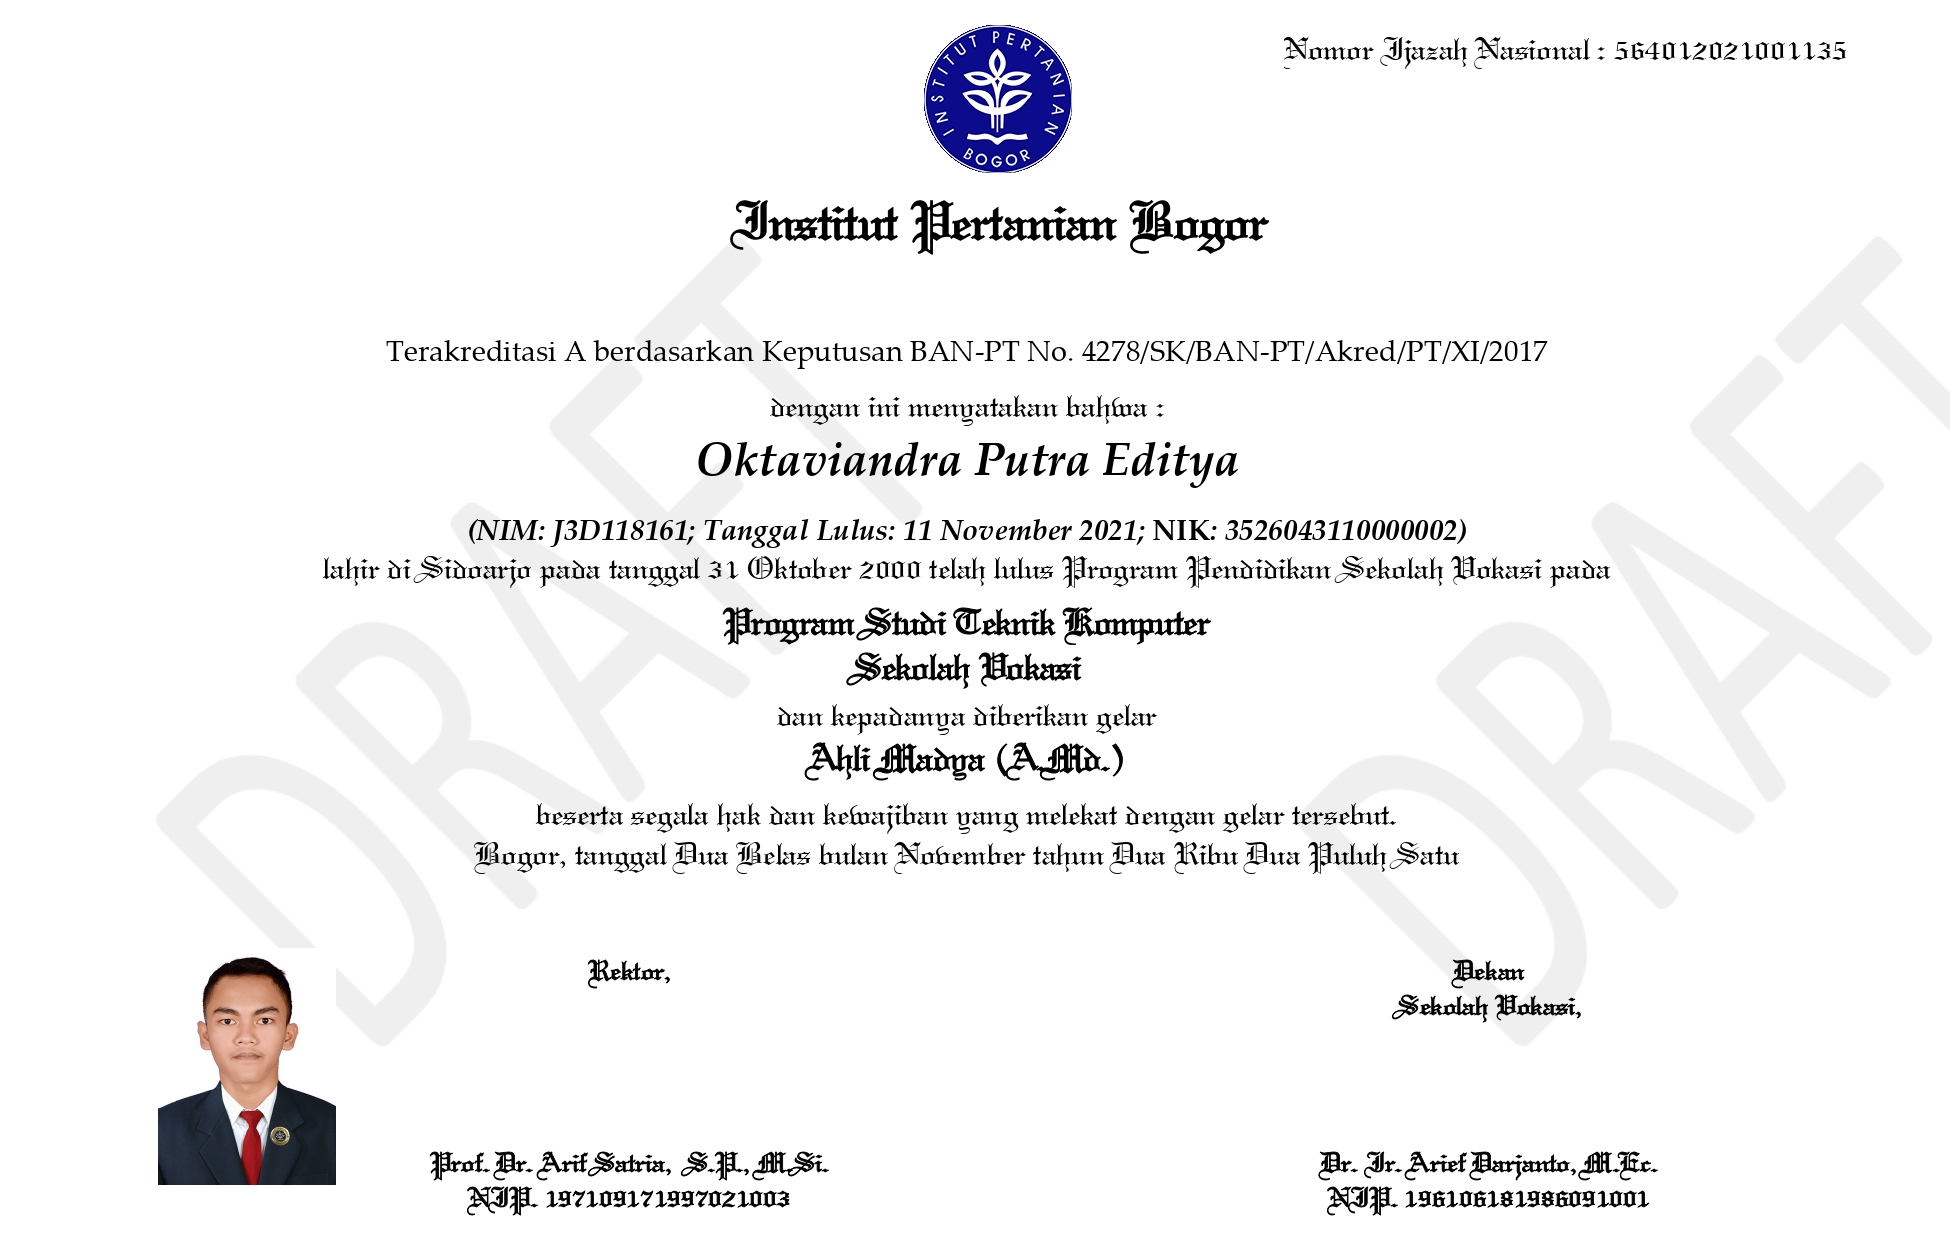 INSTITUT PERTANIAN
BOGOR
Nomor Ijazah Nasional : 564012021001135
Institut Pertanian Bogor
Terakreditasi A berdasarkan Keputusan BAN-PT No. 4278/SK/BAN-PT/Akred/PT/XI/2017
dengan ini menyatakan bahwa :
Oktaviandra Putra Editya
(NIM: J3D118161; Tanggal Lulus: 11 November 2021; NIK: 3526043110000002)
lahir di Sidoarjo pada tanggal 31 Oktober 2000 telah lulus Program Pendidikan Sekolah Vokasi pada
Program Studi Teknik Komputer
Sekolah Vokasi
dan kepadanya diberikan gelar
Ahli Madya (A.Md.)
beserta segala hak dan kewajiban yang melekat dengan gelar tersebut.
Bogor, tanggal Dua Belas bulan November tahun Dua Ribu Dua Puluh Satu
Rektor,
Dekan
Sekolah Vokasi,
Prof. Dr. Arif Satria, S.P., M.Si.
NIP. 197109171997021003
Dr. Ir. Arief Darjanto, M.Ec.
NIP. 196106181986091001
DRAFT
DRAFT